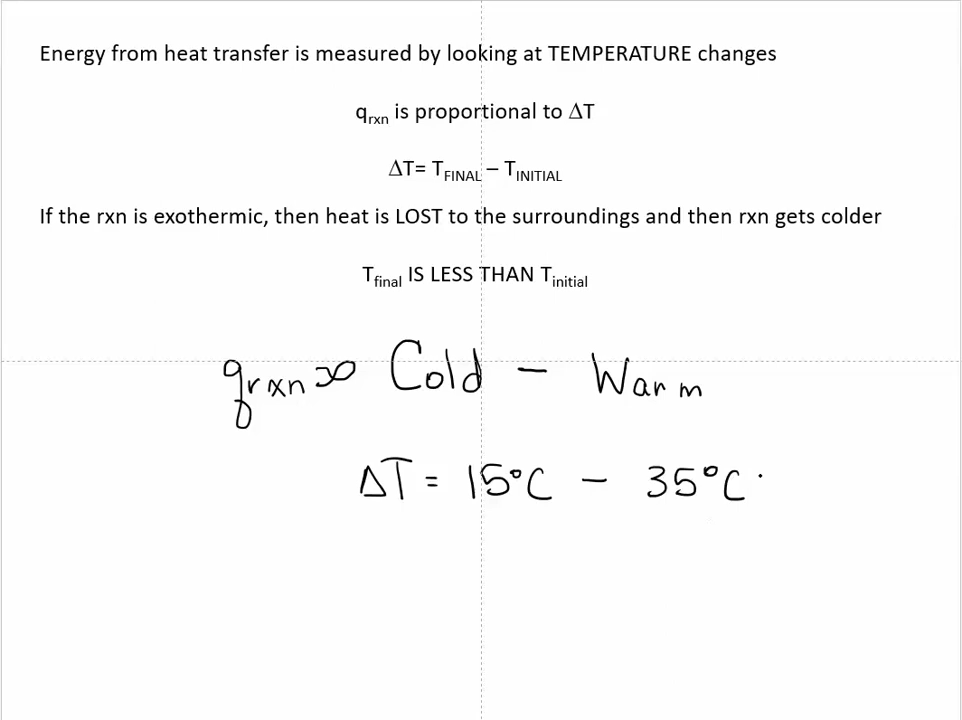 Energy from heat transfer is measured by looking at TEMPERATURE changes
qrxn is proportional to ΔT
ΔT= TFINAL – TINITIAL
If the rxn is exothermic, then heat is LOST to the surroundings and then rxn gets colder
Tfinal IS LESS THAN Tinitial
qrxn ∝ Cold – Warm
ΔT = 15°C – 35°C